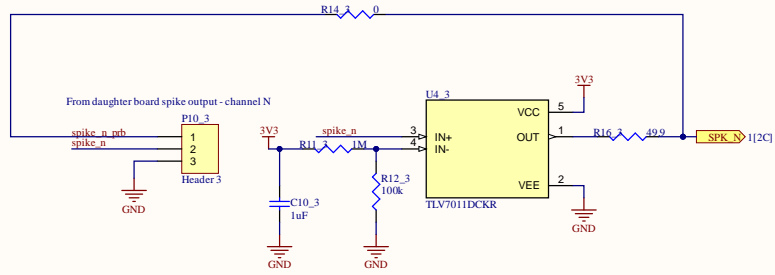 R14_3 0
From daughter board spike output - channel N
P10_3
spike_n_prb 1
spike_n 2
3
Header 3
GND
3V3
spike_n
R11_3 1M
R12_3
100k
C10_3
1uF
GND
GND
U4_3
3 IN+
4 IN-
VCC 5
OUT 1
VEE 2
TLV7011DCKR
3V3
GND
R16_3 49.9
SPK_N 1[2C]